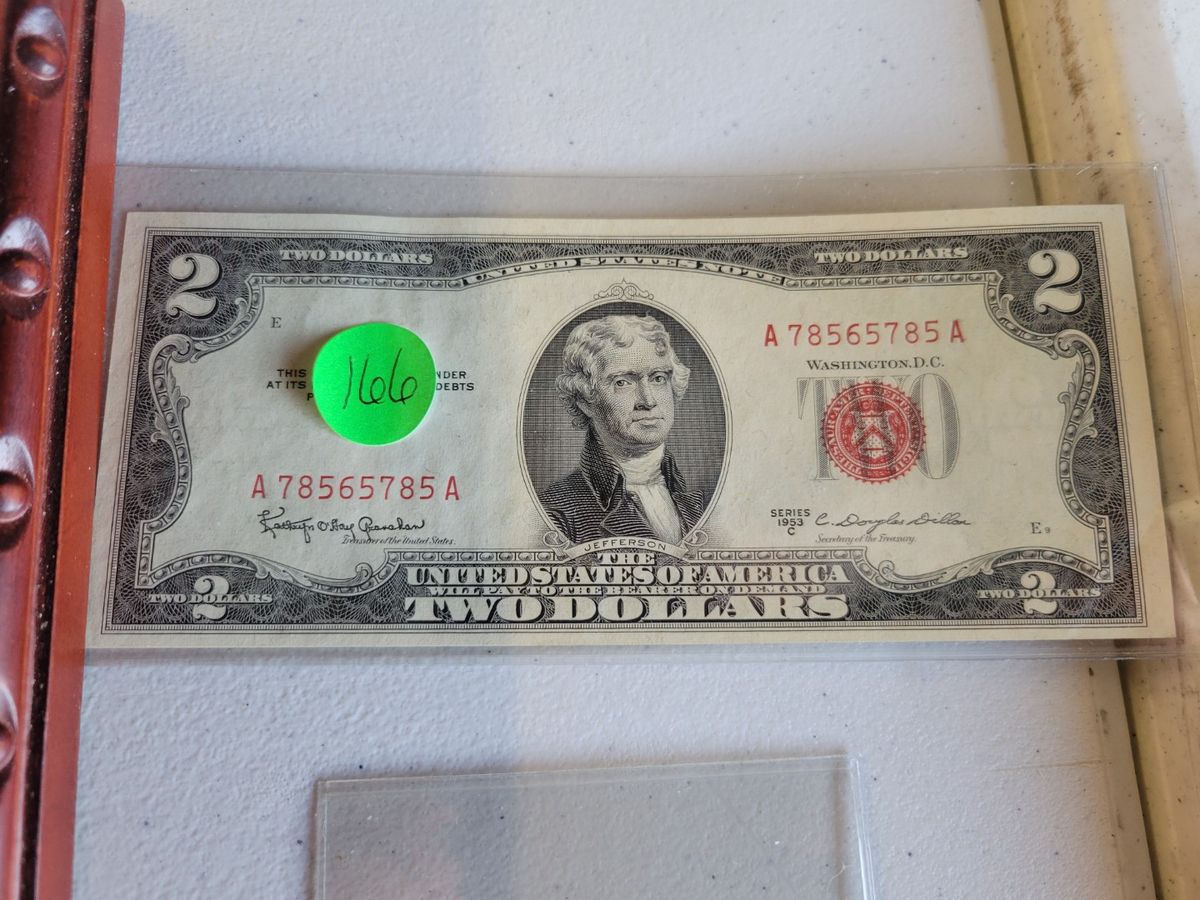 2 TWO DOLLARS UNITED STATES NOTE TWO DOLLARS 2
E
A 78565785 A
WASHINGTON, D.C.
THIS NDER
AT ITS DEBTS
P
166
TWO
A 78565785 A
Kathryn O'Hay Granahan
Treasurer of the United States.
SERIES
1953
C
C. Douglas Dillon
Secretary of the Treasury.
E 9
JEFFERSON
THE
UNITED STATES OF AMERICA
WILL PAY TO THE BEARER ON DEMAND
TWO DOLLARS
TWO DOLLARS 2
TWO DOLLARS 2